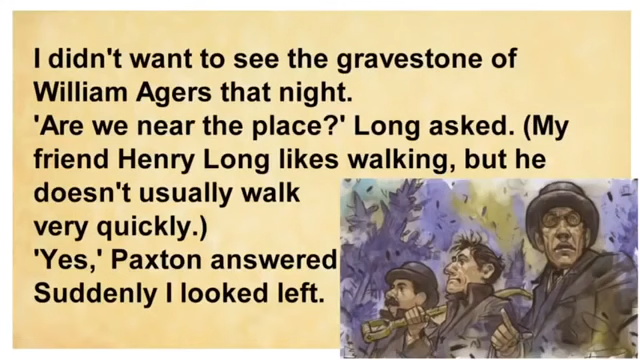 I didn't want to see the gravestone of
William Agers that night.
'Are we near the place?' Long asked. (My
friend Henry Long likes walking, but he
doesn't usually walk
very quickly.)
'Yes,' Paxton answered
Suddenly I looked left.